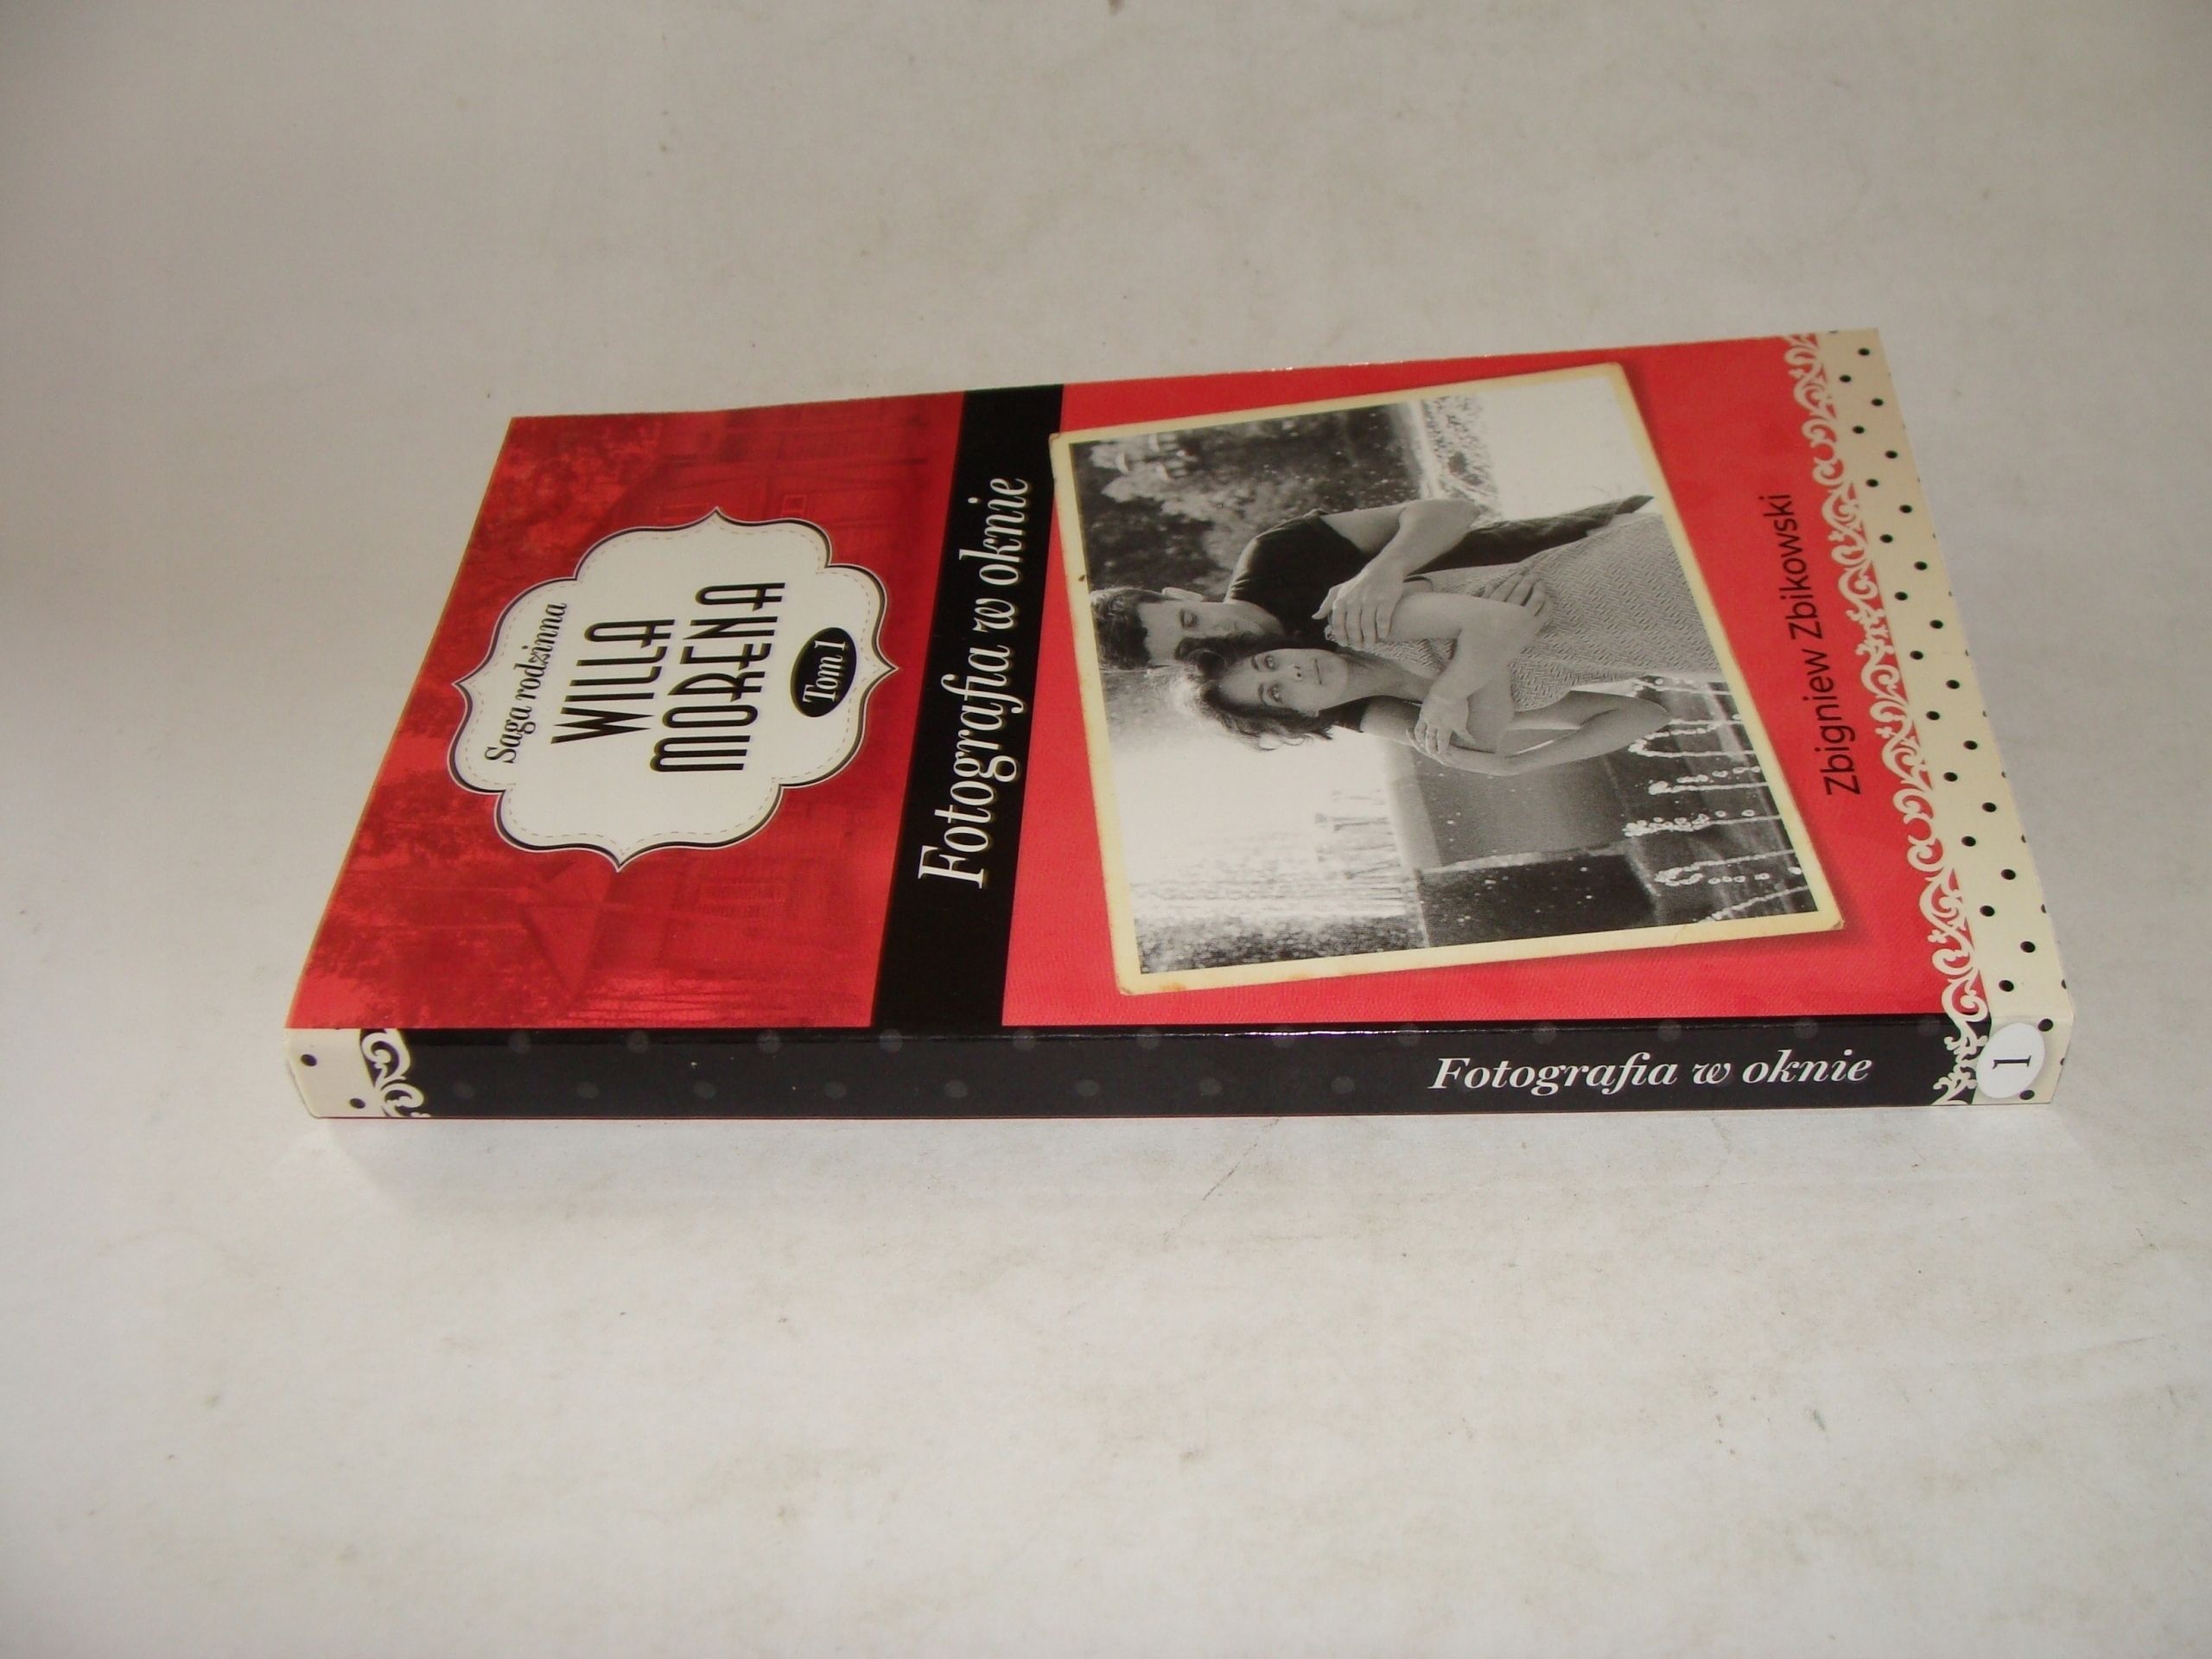 Saga rodzinna
WILLA
MORENA
Tom 1
Fotografia w oknie
Zbigniew Zbikowski
Fotografia w oknie
1